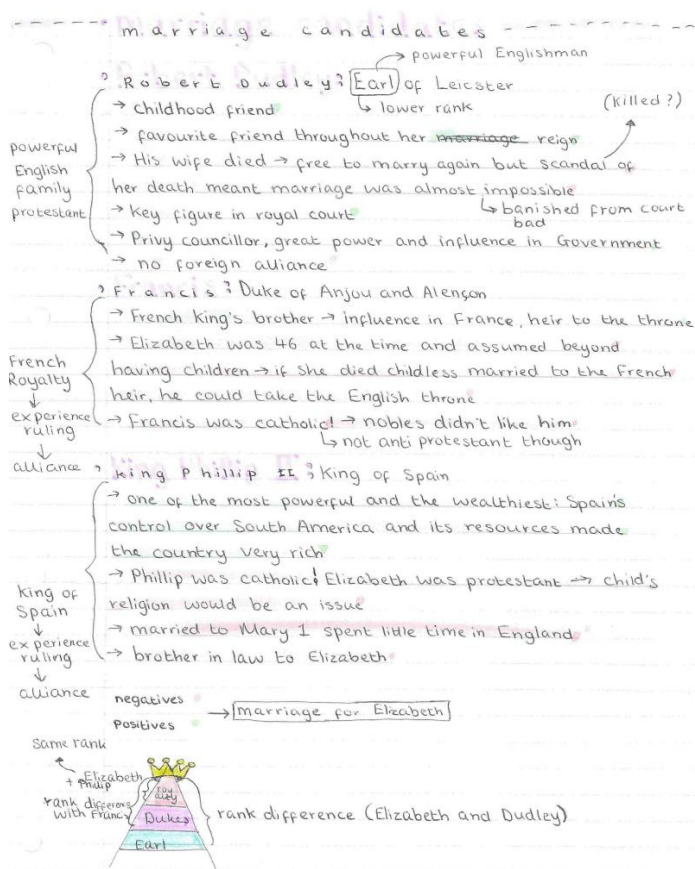 marriage candidates
→ powerful Englishman
Robert Dudley: Earl of Leicster
↳ lower rank
(killed?)
→ childhood friend
→ favourite friend throughout her marriage reign
→ His wife died → free to marry again but scandal of
her death meant marriage was almost impossible
↳ banished from court
bad
→ Key figure in royal court
→ Privy councillor, great power and influence in Government
→ no foreign alliance
powerful
English
family
protestant
Francis: Duke of Anjou and Alençon
→ French King's brother → influence in France, heir to the throne
→ Elizabeth was 46 at the time and assumed beyond
having children → if she died childless married to the French
heir, he could take the English throne
→ Francis was catholic! → nobles didn't like him
↳ not anti protestant though
French
Royalty
↓
experience
ruling
↓
alliance
King Phillip II: King of Spain
→ one of the most powerful and the wealthiest: Spain's
control over South America and its resources made
the country very rich
→ Phillip was catholic! Elizabeth was protestant → child's
religion would be an issue
→ married to Mary 1 spent little time in England
→ brother in law to Elizabeth
King of
Spain
↓
experience
ruling
↓
alliance
negatives
positives
→ marriage for Elizabeth
same rank
Elizabeth
+ Philip
rank differens
with Francis
royalty
Dukes
Earl
rank difference (Elizabeth and Dudley)